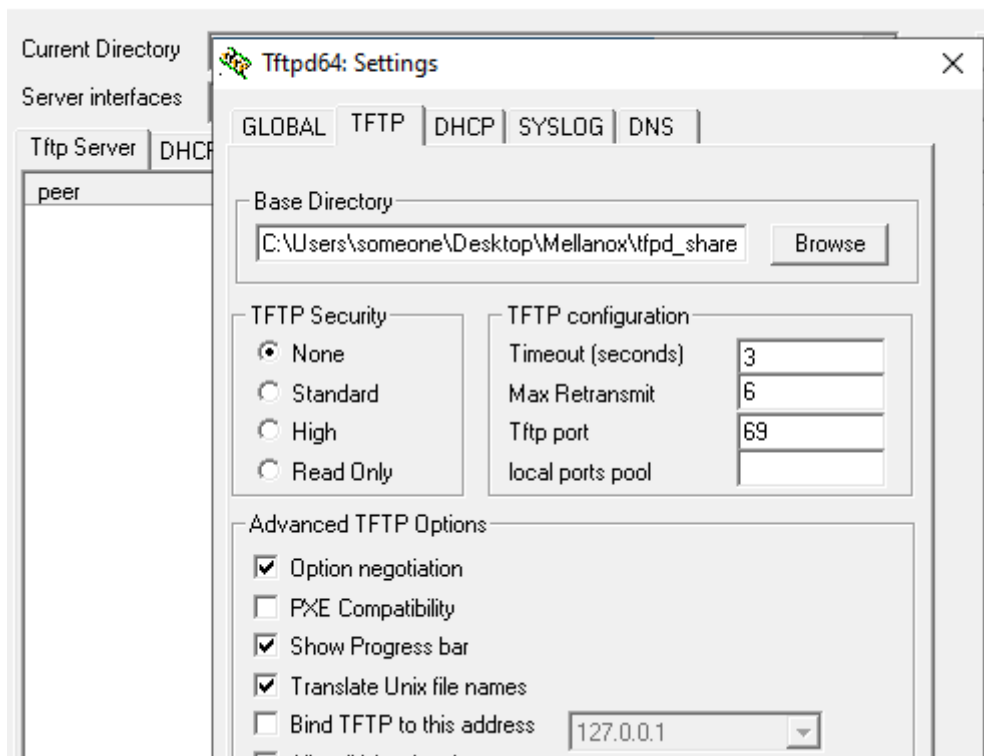 Current Directory
Tftpd64: Settings
Server interfaces
GLOBAL TFTP DHCP SYSLOG DNS
Tftp Server DHCP
peer
Base Directory
C:\Users\someone\Desktop\Mellanox\tfpd_share Browse
TFTP Security TFTP configuration
None Timeout (seconds) 3
Standard Max Retransmit 6
High Tftp port 69
Read Only local ports pool
Advanced TFTP Options
Option negotiation
PXE Compatibility
Show Progress bar
Translate Unix file names
Bind TFTP to this address 127.0.0.1